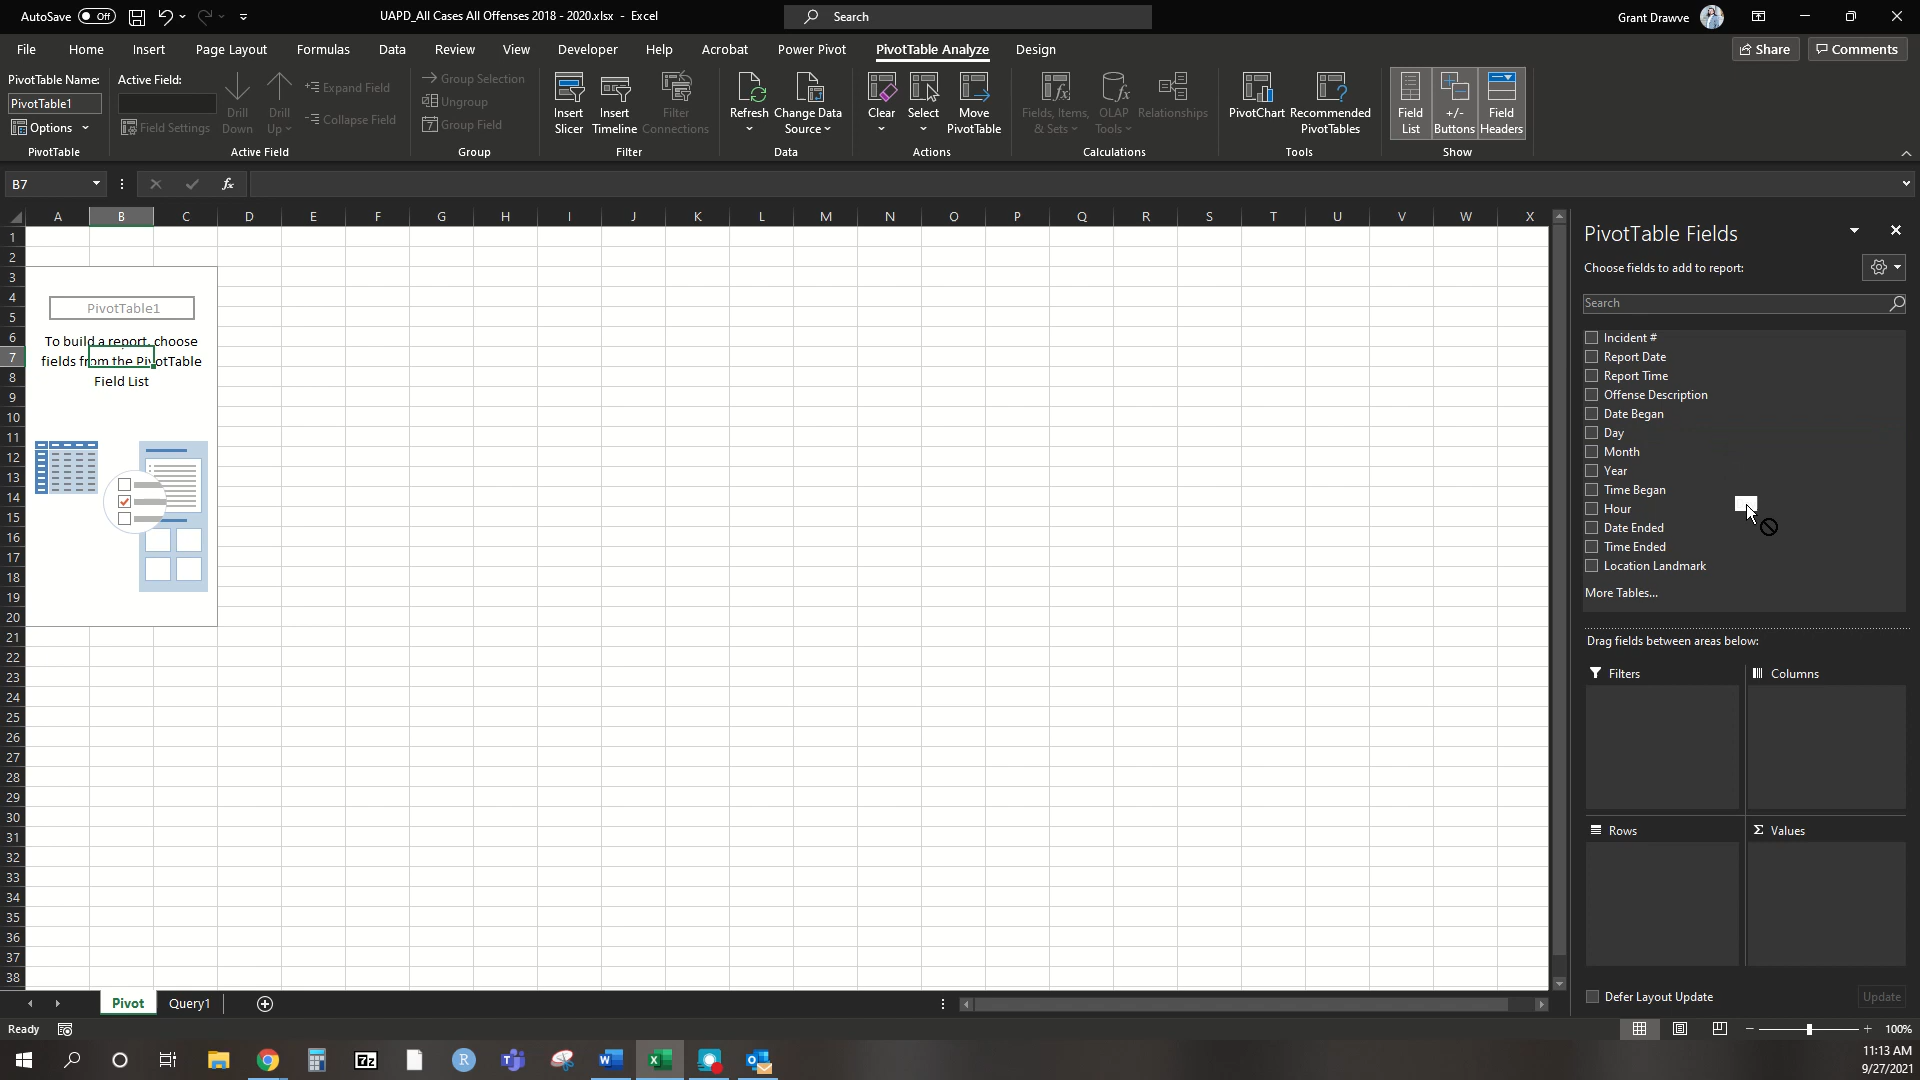 AutoSave Off UAPD_All Cases All Offenses 2018 - 2020.xlsx - Excel Search Grant Drawve
File Home Insert Page Layout Formulas Data Review View Developer Help Acrobat Power Pivot PivotTable Analyze Design Share Comments
PivotTable Name:
PivotTable1
Options
PivotTable
Active Field:
Field Settings
Drill Down
Drill Up
Expand Field
Collapse Field
Active Field
Group Selection
Ungroup
Group Field
Group
Insert Slicer
Insert Timeline
Filter Connections
Filter
Refresh
Change Data Source
Data
Clear
Select
Move PivotTable
Actions
Fields, Items, & Sets
OLAP Tools
Relationships
Calculations
PivotChart
Recommended PivotTables
Tools
Field List
+/- Buttons
Field Headers
Show
B7 fx
A B C D E F G H I J K L M N O P Q R S T U V W X
1
2
3
4
5
6
7
8
9
10
11
12
13
14
15
16
17
18
19
20
21
22
23
24
25
26
27
28
29
30
31
32
33
34
35
36
37
38
PivotTable1
To build a report, choose
fields from the PivotTable
Field List
PivotTable Fields
Choose fields to add to report:
Search
Incident #
Report Date
Report Time
Offense Description
Date Began
Day
Month
Year
Time Began
Hour
Date Ended
Time Ended
Location Landmark
More Tables...
Drag fields between areas below:
Filters Columns
Rows Σ Values
Defer Layout Update Update
Pivot Query1
Ready 100%
7z R W X
11:13 AM
9/27/2021